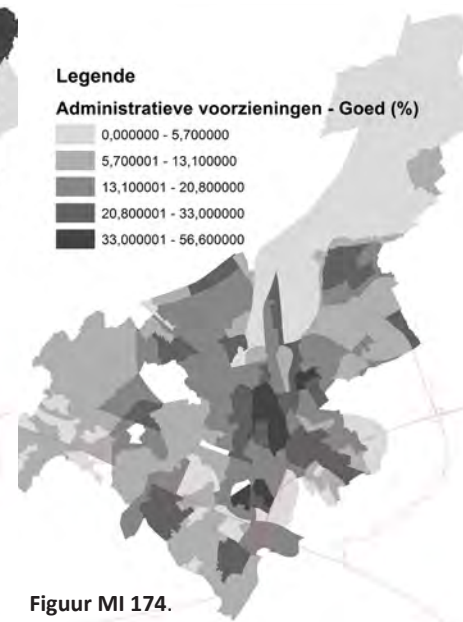 Legende
Administratieve voorzieningen - Goed (%)
0,000000 - 5,700000
5,700001 - 13,100000
13,100001 - 20,800000
20,800001 - 33,000000
33,000001 - 56,600000
Figuur MI 174.